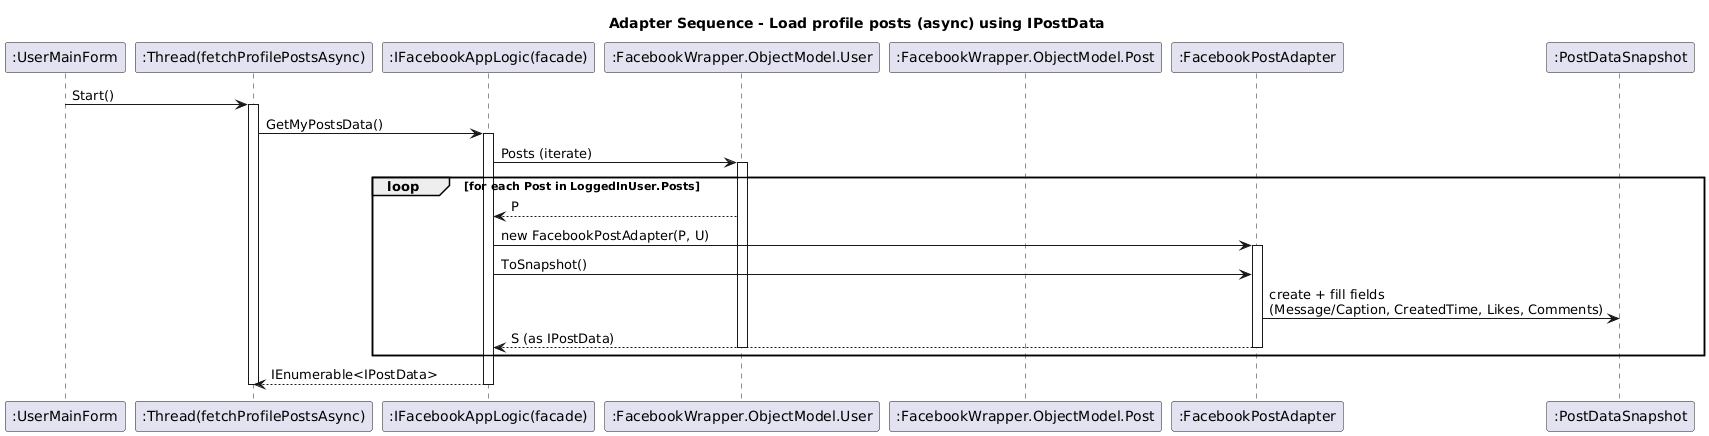 Adapter Sequence - Load profile posts (async) using IPostData
:UserMainForm
:Thread(fetchProfilePostsAsync)
:IFacebookAppLogic(facade)
:FacebookWrapper.ObjectModel.User
:FacebookWrapper.ObjectModel.Post
:FacebookPostAdapter
:PostDataSnapshot
Start()
GetMyPostsData()
Posts (iterate)
loop
[for each Post in LoggedInUser.Posts]
P
new FacebookPostAdapter(P, U)
ToSnapshot()
create + fill fields
(Message/Caption, CreatedTime, Likes, Comments)
S (as IPostData)
IEnumerable<IPostData>
:UserMainForm
:Thread(fetchProfilePostsAsync)
:IFacebookAppLogic(facade)
:FacebookWrapper.ObjectModel.User
:FacebookWrapper.ObjectModel.Post
:FacebookPostAdapter
:PostDataSnapshot